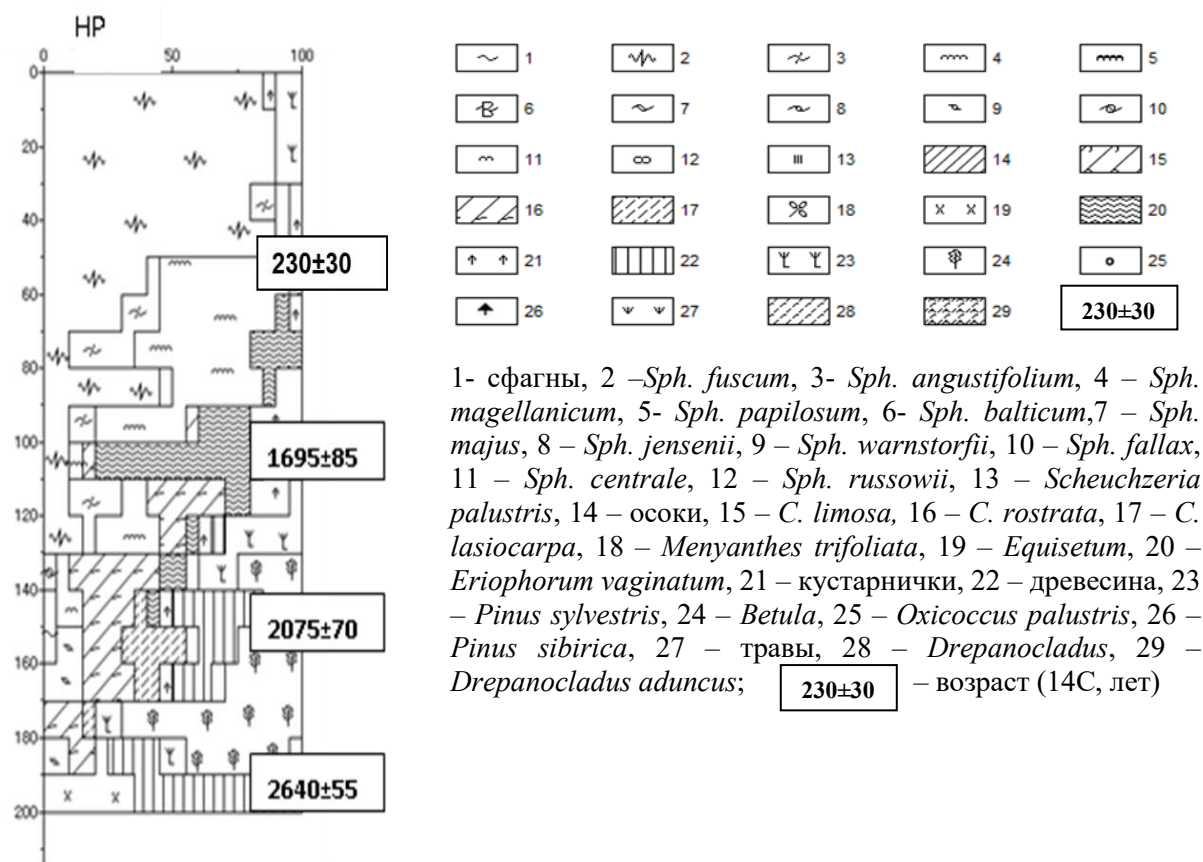 НР
0 50 100
0
20
40
230±30
60
80
100
1695±85
120
140
2075±70
160
180
2640±55
200
1 2 3 4 5
6 7 8 9 10
11 12 13 14 15
16 17 18 19 20
21 22 23 24 25
26 27 28 29 230±30
1- сфагны, 2 –Sph. fuscum, 3- Sph. angustifolium, 4 – Sph.
magellanicum, 5- Sph. papilosum, 6- Sph. balticum,7 – Sph.
majus, 8 – Sph. jensenii, 9 – Sph. warnstorfii, 10 – Sph. fallax,
11 – Sph. centrale, 12 – Sph. russowii, 13 – Scheuchzeria
palustris, 14 – осоки, 15 – C. limosa, 16 – C. rostrata, 17 – C.
lasiocarpa, 18 – Menyanthes trifoliata, 19 – Equisetum, 20 –
Eriophorum vaginatum, 21 – кустарнички, 22 – древесина, 23
– Pinus sylvestris, 24 – Betula, 25 – Oxicoccus palustris, 26 –
Pinus sibirica, 27 – травы, 28 – Drepanocladus, 29 –
Drepanocladus aduncus; 230±30 – возраст (14С, лет)